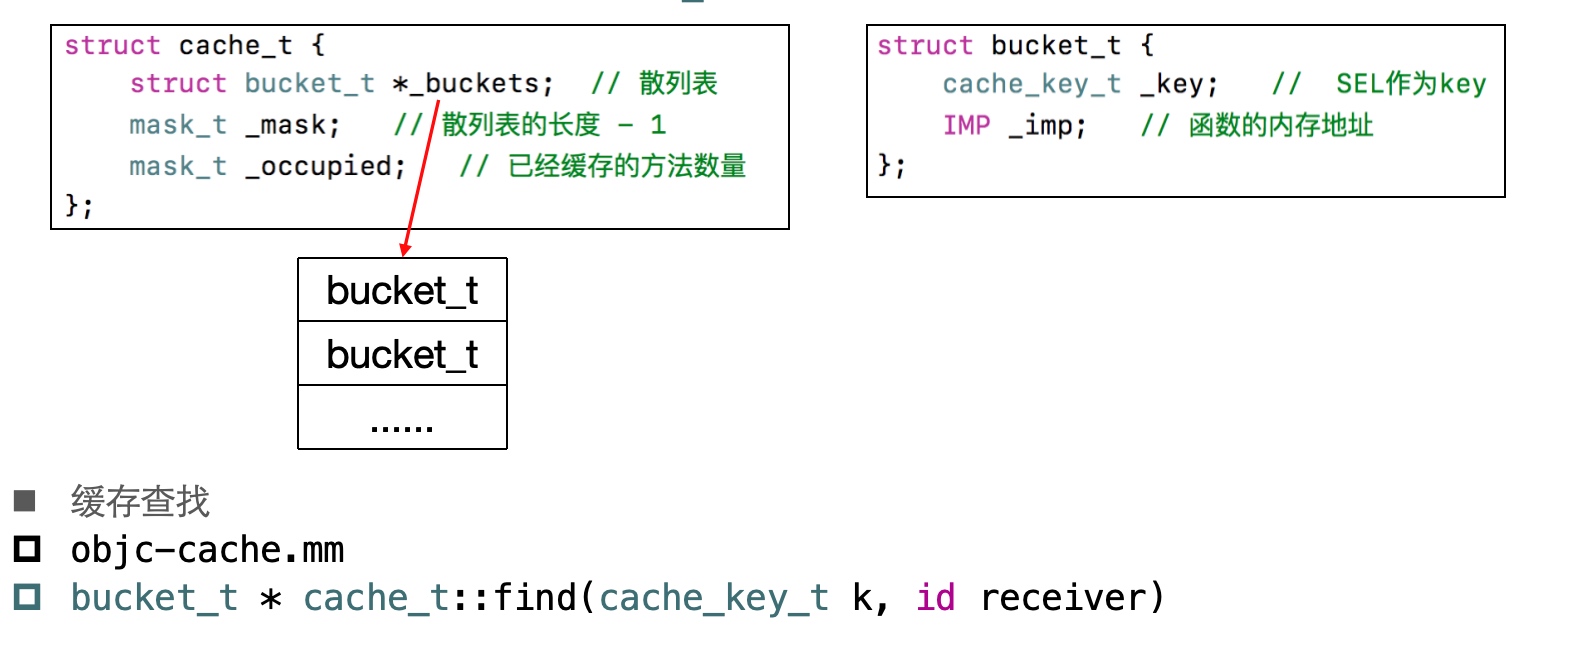 struct cache_t {
struct bucket_t *_buckets; // 散列表
mask_t _mask; // 散列表的长度 - 1
mask_t _occupied; // 已经缓存的方法数量
};
struct bucket_t {
cache_key_t _key; // SEL作为key
IMP _imp; // 函数的内存地址
};
bucket_t
bucket_t
......
缓存查找
objc-cache.mm
bucket_t * cache_t::find(cache_key_t k, id receiver)